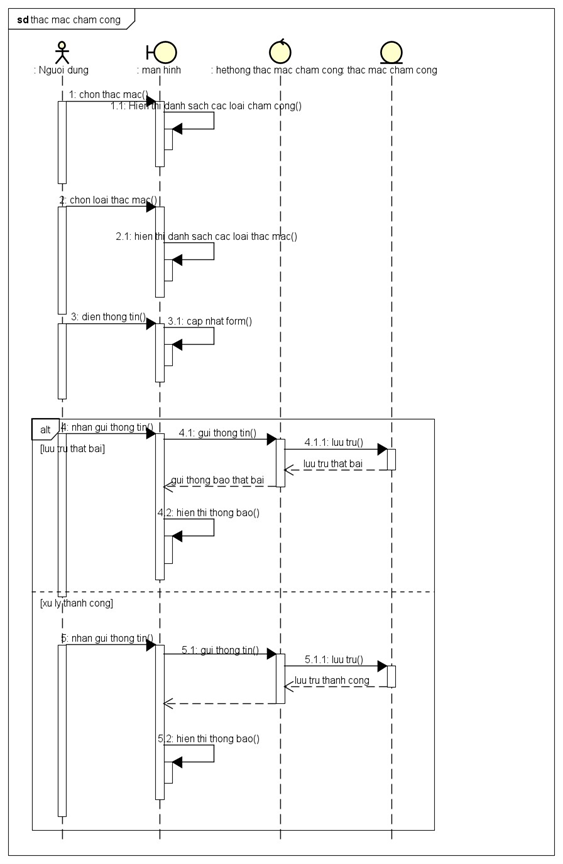 sd thac mac cham cong
: Nguoi dung
: man hinh
: hethong thac mac cham cong
: thac mac cham cong
1: chon thac mac()
1.1: Hien thi danh sach cac loai cham cong()
2: chon loai thac mac()
2.1: hien thi danh sach cac loai thac mac()
3: dien thong tin()
3.1: cap nhat form()
alt
4: nhan gui thong tin()
4.1: gui thong tin()
4.1.1: luu tru()
[luu tru that bai]
luu tru that bai
gui thong bao that bai
4.2: hien thi thong bao()
[xu ly thanh cong]
5: nhan gui thong tin()
5.1: gui thong tin()
5.1.1: luu tru()
luu tru thanh cong
5.2: hien thi thong bao()